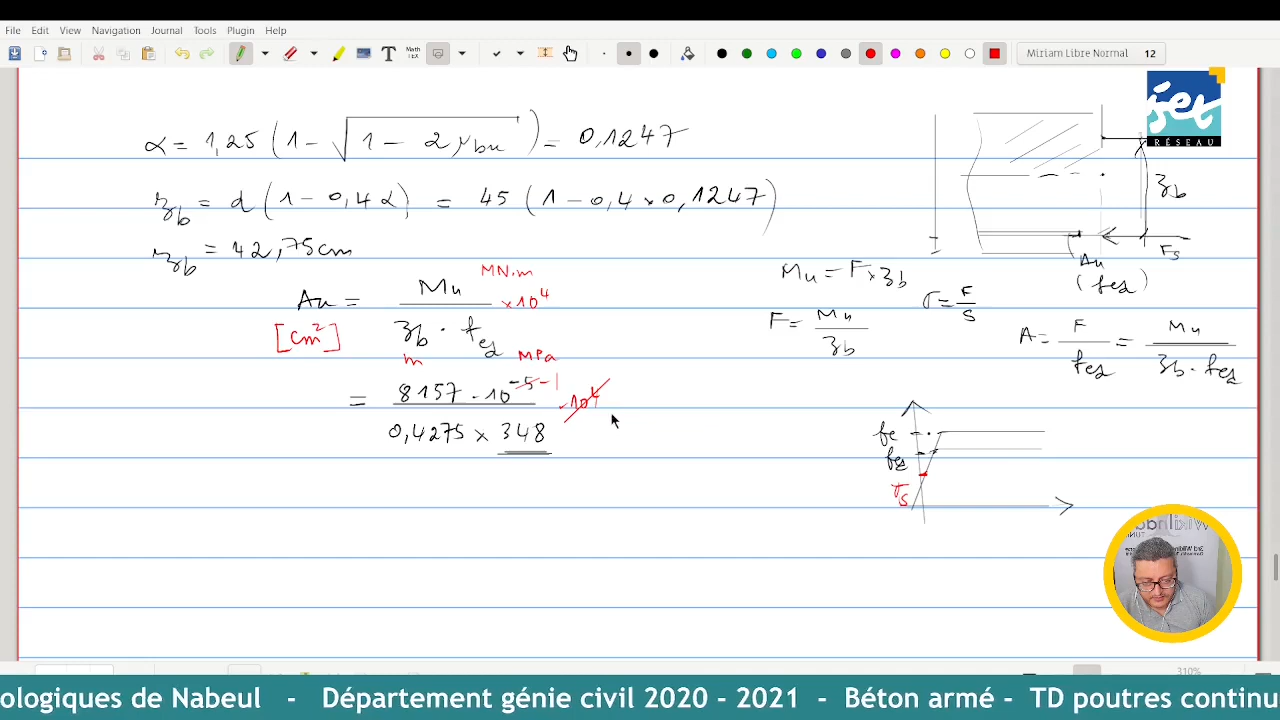 File Edit View Navigation Journal Tools Plugin Help
Miriam Libre Normal 12
iset
RÉSEAU
α = 1,25 (1 - √(1 - 2μbu)) = 0,1247
zb = d (1 - 0,4α) = 45 (1 - 0,4 × 0,1247)
zb = 42,75 cm
Au = Mu / (zb · fed) × 10⁴
MN.m
[cm²]
m
MPa
= 8157 · 10⁻⁵ ⁻¹ / (0,4275 × 348) · 10⁴
Mu = F × zb
F = Mu / zb
σ = F / S
A = F / fed = Mu / (zb · fed)
zb
Fs
Au
(fed)
fe
fed
σs
310%
ologiques de Nabeul - Département génie civil 2020 - 2021 - Béton armé - TD poutres continu